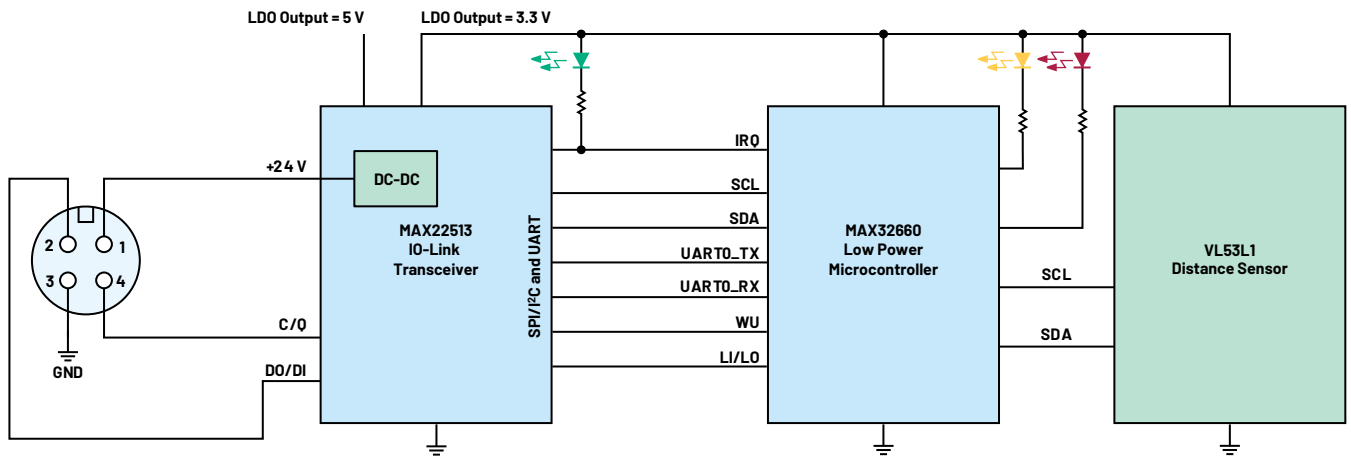 LDO Output = 5 V
LDO Output = 3.3 V
+24 V
DC-DC
2
1
3
4
GND
C/Q
DO/DI
MAX22513
IO-Link
Transceiver
SPI/I²C and UART
IRQ
SCL
SDA
UART0_TX
UART0_RX
WU
LI/LO
MAX32660
Low Power
Microcontroller
SCL
SDA
VL53L1
Distance Sensor